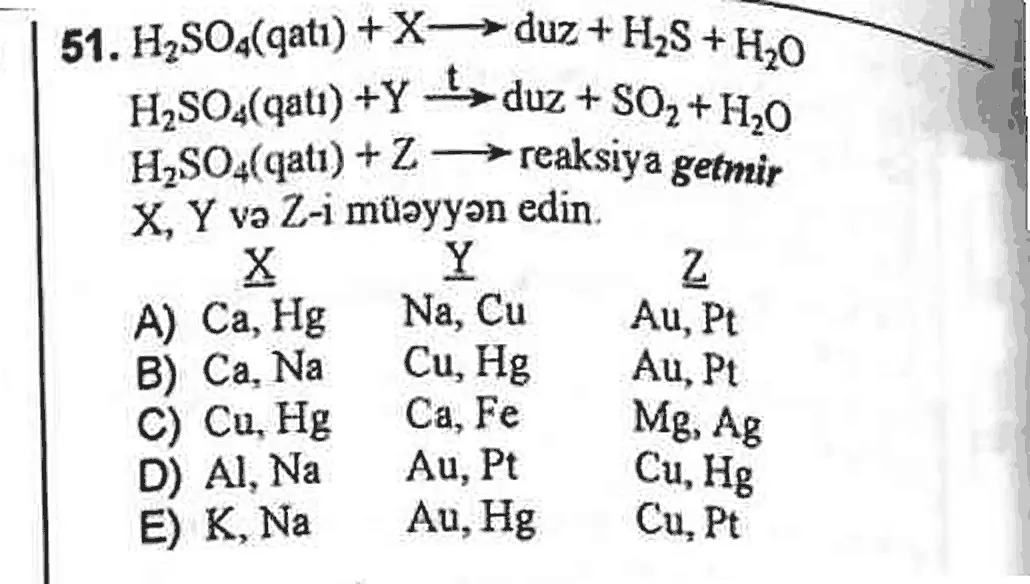 51. H₂SO₄(qatı) + X ⟶ duz + H₂S + H₂O
H₂SO₄(qatı) +Y —t→ duz + SO₂ + H₂O
H₂SO₄(qatı) + Z ⟶ reaksiya getmir
X, Y və Z-i müəyyən edin.
X Y Z
A) Ca, Hg Na, Cu Au, Pt
B) Ca, Na Cu, Hg Au, Pt
C) Cu, Hg Ca, Fe Mg, Ag
D) Al, Na Au, Pt Cu, Hg
E) K, Na Au, Hg Cu, Pt